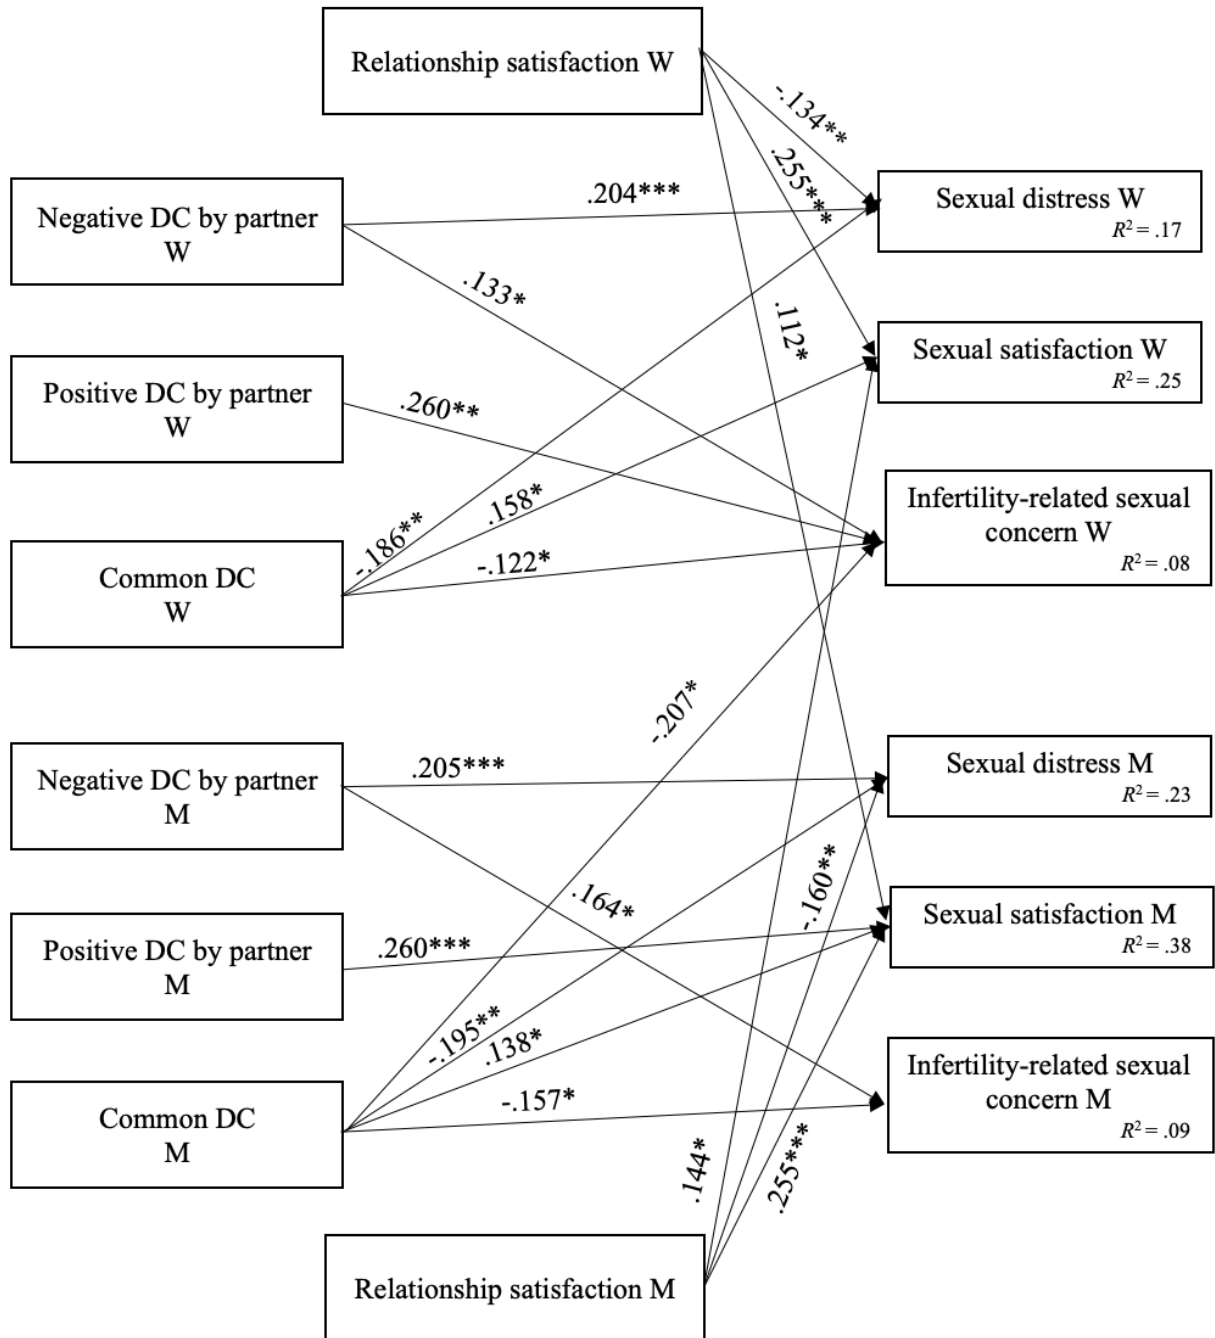 Relationship satisfaction W
-.134**
.255***
.112*
Negative DC by partner
W
.204***
.133*
Sexual distress W
R² = .17
Positive DC by partner
W
.260**
Sexual satisfaction W
R² = .25
Common DC
W
-.186**
.158*
-.122*
Infertility-related sexual
concern W
R² = .08
-.207*
Negative DC by partner
M
.205***
.164*
Sexual distress M
R² = .23
-.160**
Positive DC by partner
M
.260***
Sexual satisfaction M
R² = .38
Common DC
M
-.195**
.138*
-.157*
Infertility-related sexual
concern M
R² = .09
.144*
.255***
Relationship satisfaction M